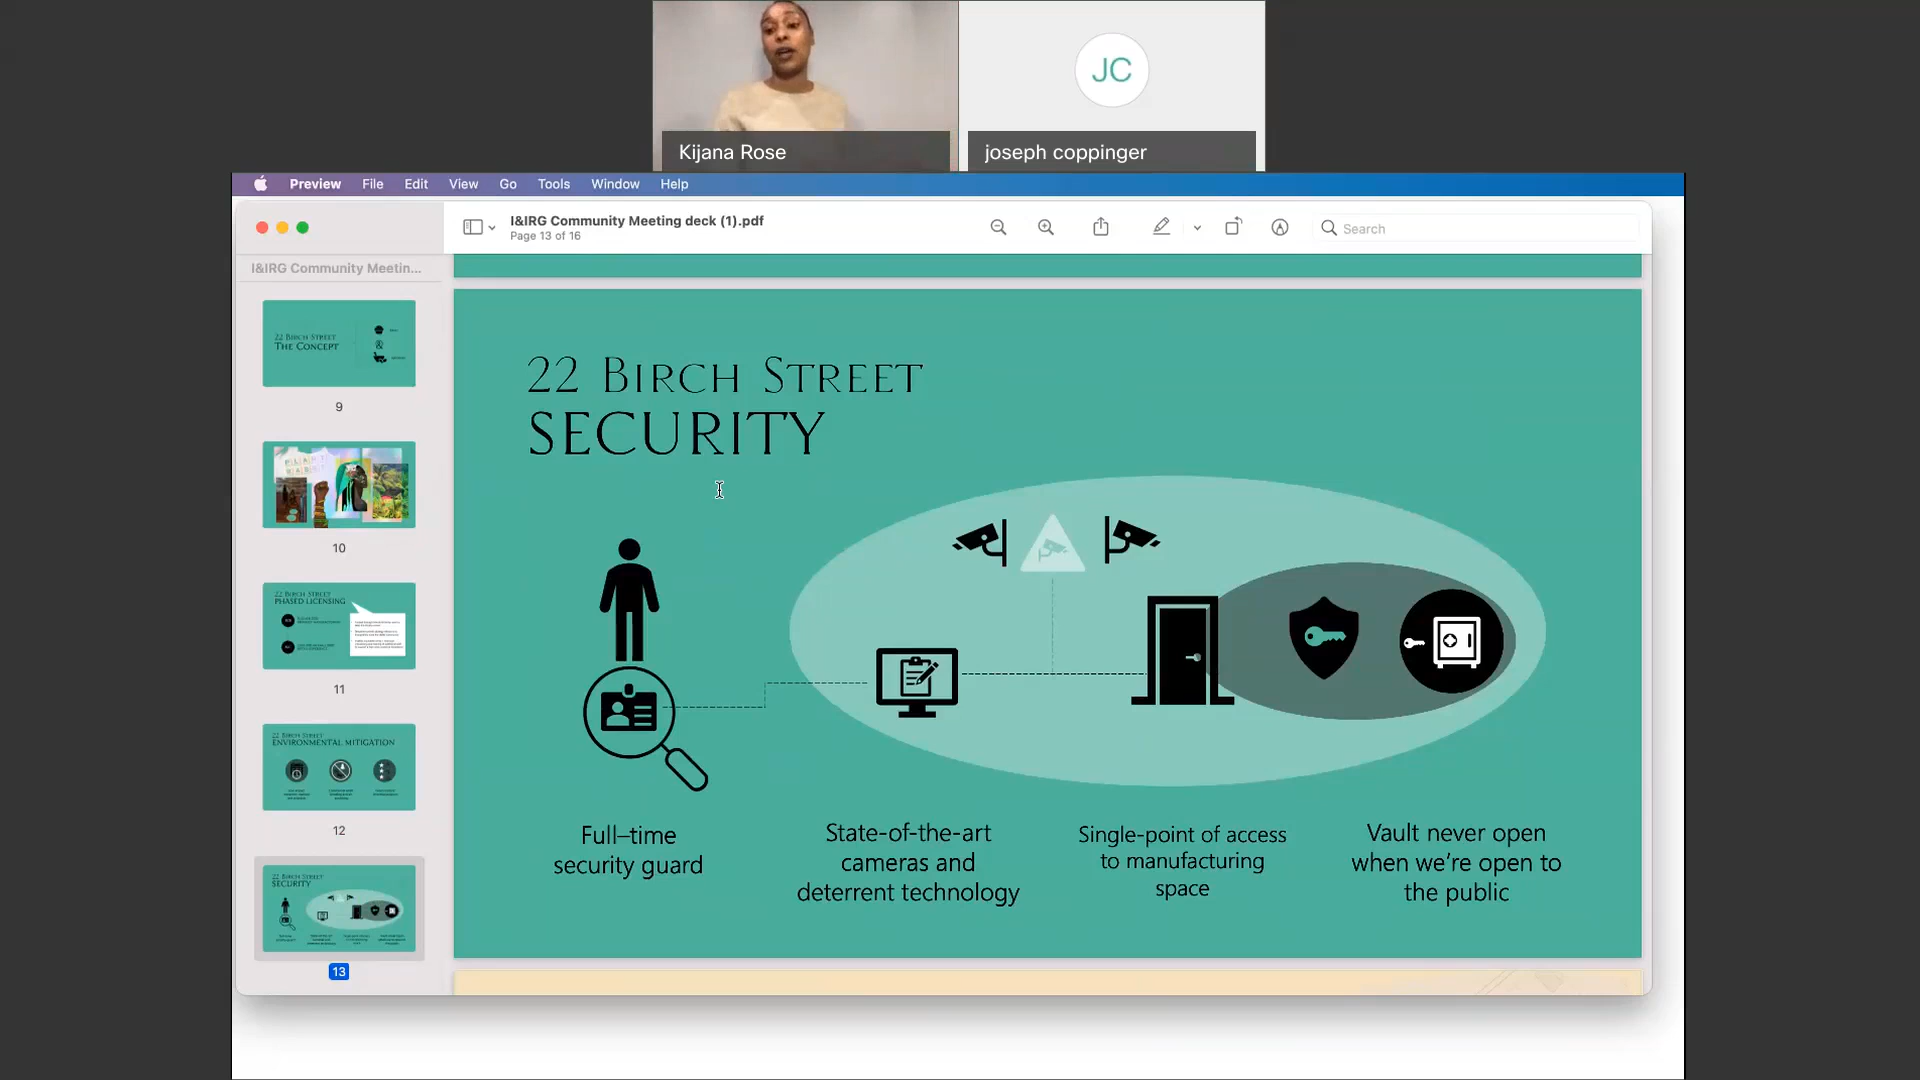 JC
Kijana Rose
joseph coppinger
Preview File Edit View Go Tools Window Help
I&IRG Community Meeting deck (1).pdf
Page 13 of 16
Search
I&IRG Community Meetin...
22 BIRCH STREET
THE CONCEPT
9
10
22 BIRCH STREET
PHASED LICENSING
11
22 BIRCH STREET
ENVIRONMENTAL MITIGATION
12
22 BIRCH STREET
SECURITY
13
22 BIRCH STREET
SECURITY
Full–time
security guard
State-of-the-art
cameras and
deterrent technology
Single-point of access
to manufacturing
space
Vault never open
when we’re open to
the public